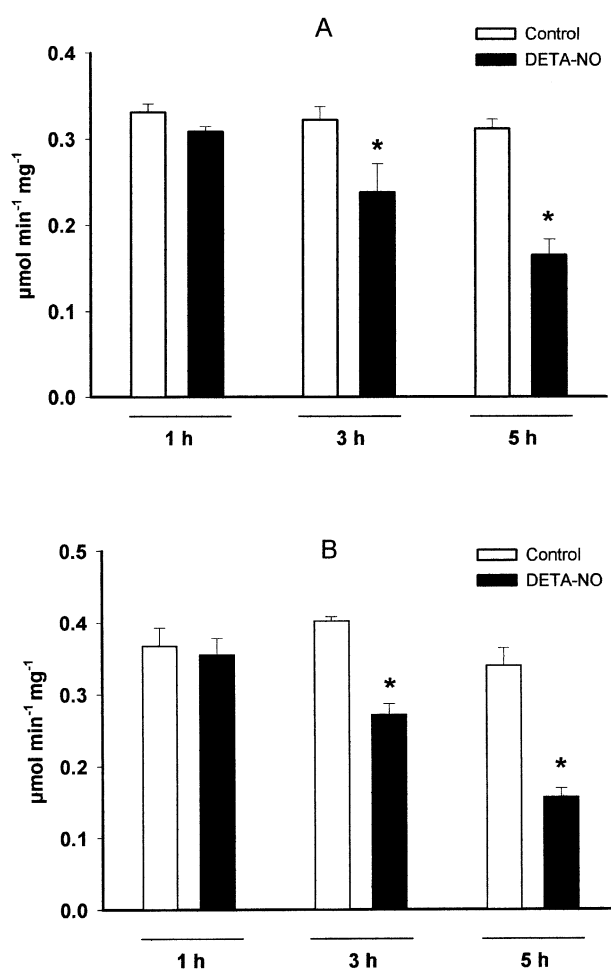 A
Control
DETA-NO
0.4
0.3
0.2
0.1
0.0
µmol min⁻¹ mg⁻¹
*
*
1 h
3 h
5 h
B
Control
DETA-NO
0.5
0.4
0.3
0.2
0.1
0.0
µmol min⁻¹ mg⁻¹
*
*
1 h
3 h
5 h